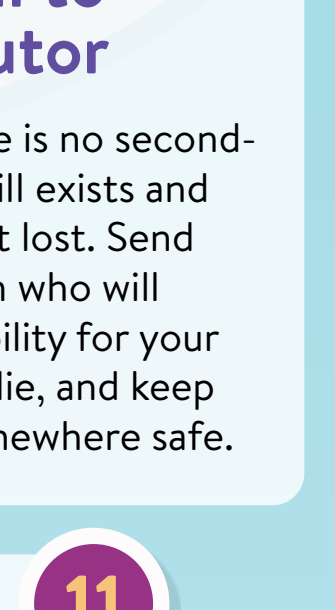 utor
e is no second-
ill exists and
t lost. Send
who will
bility for your
die, and keep
newhere safe.
11